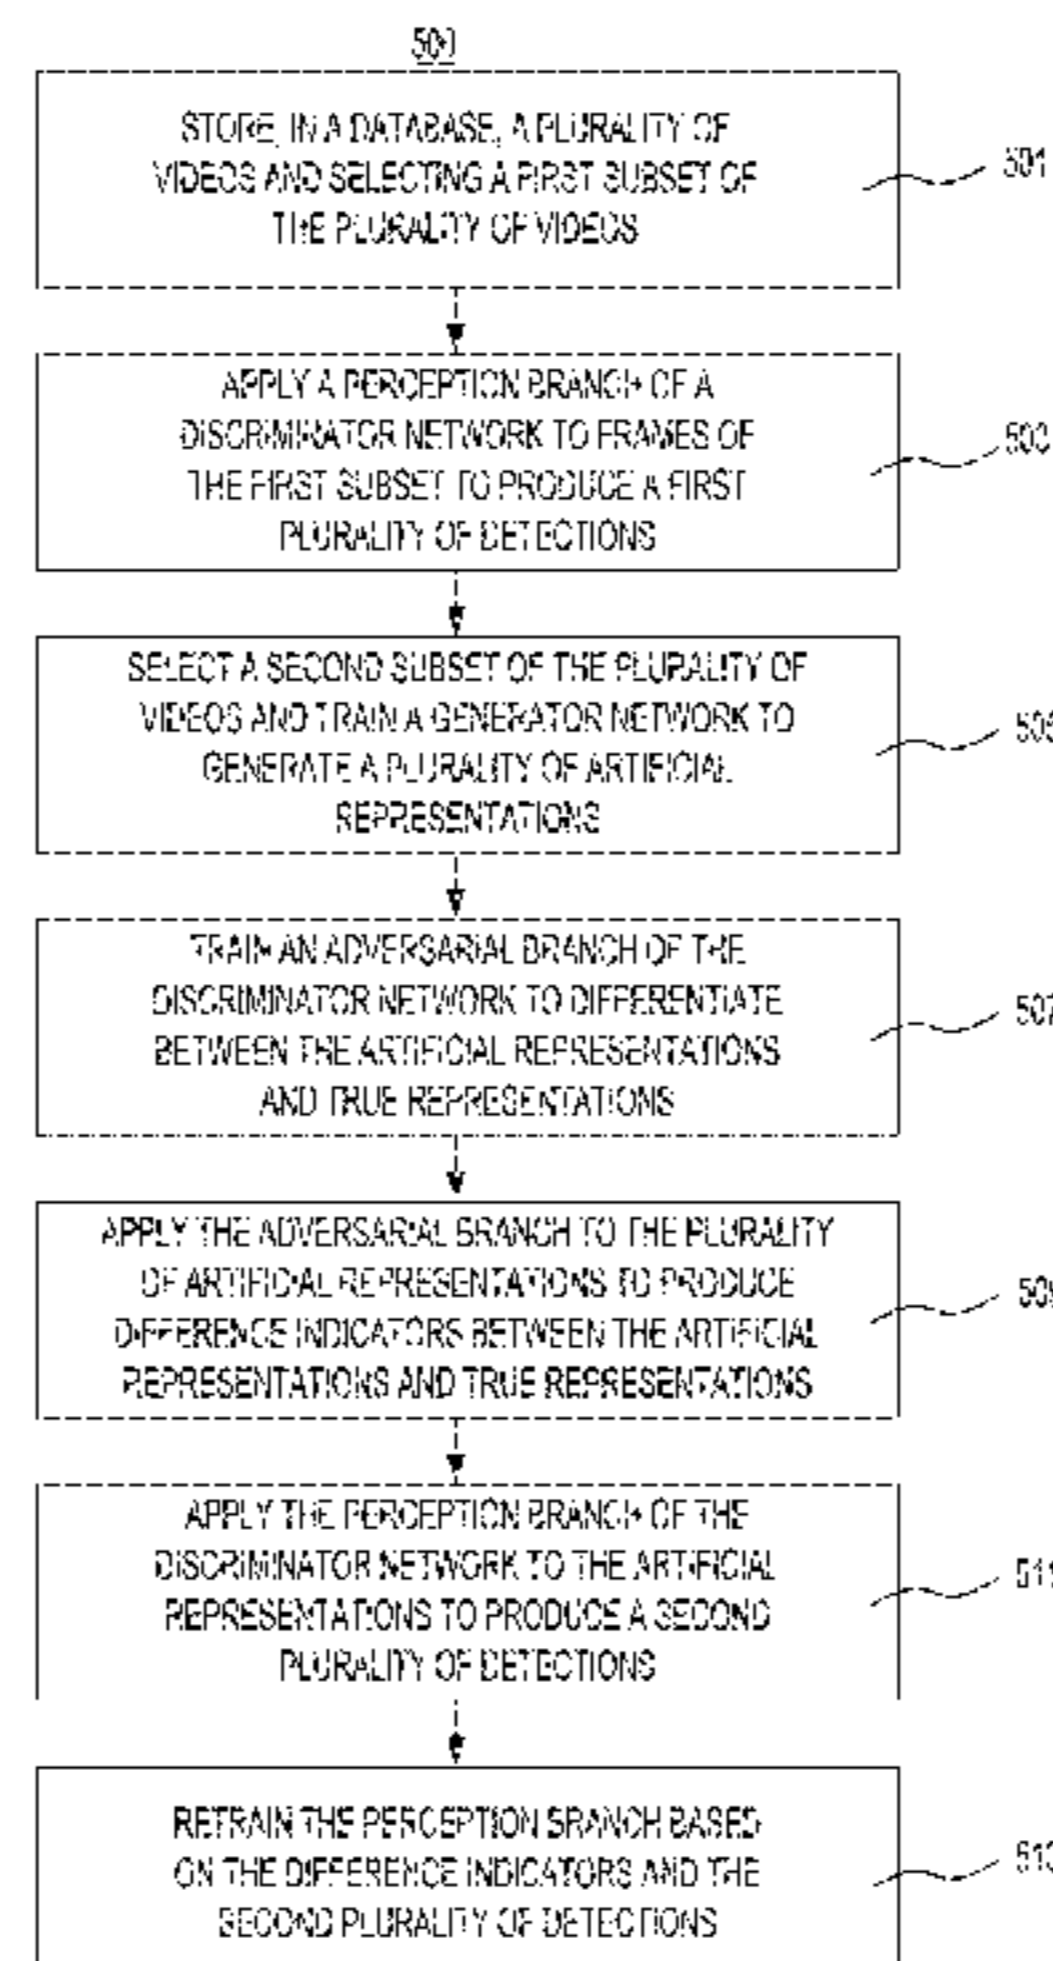 500
STORE, IN A DATABASE, A PLURALITY OF
VIDEOS AND SELECTING A FIRST SUBSET OF
THE PLURALITY OF VIDEOS
501
APPLY A PERCEPTION BRANCH OF A
DISCRIMINATOR NETWORK TO FRAMES OF
THE FIRST SUBSET TO PRODUCE A FIRST
PLURALITY OF DETECTIONS
503
SELECT A SECOND SUBSET OF THE PLURALITY OF
VIDEOS AND TRAIN A GENERATOR NETWORK TO
GENERATE A PLURALITY OF ARTIFICIAL
REPRESENTATIONS
505
TRAIN AN ADVERSARIAL BRANCH OF THE
DISCRIMINATOR NETWORK TO DIFFERENTIATE
BETWEEN THE ARTIFICIAL REPRESENTATIONS
AND TRUE REPRESENTATIONS
507
APPLY THE ADVERSARIAL BRANCH TO THE PLURALITY
OF ARTIFICIAL REPRESENTATIONS TO PRODUCE
DIFFERENCE INDICATORS BETWEEN THE ARTIFICIAL
REPRESENTATIONS AND TRUE REPRESENTATIONS
509
APPLY THE PERCEPTION BRANCH OF THE
DISCRIMINATOR NETWORK TO THE ARTIFICIAL
REPRESENTATIONS TO PRODUCE A SECOND
PLURALITY OF DETECTIONS
511
RETRAIN THE PERCEPTION BRANCH BASED
ON THE DIFFERENCE INDICATORS AND THE
SECOND PLURALITY OF DETECTIONS
513